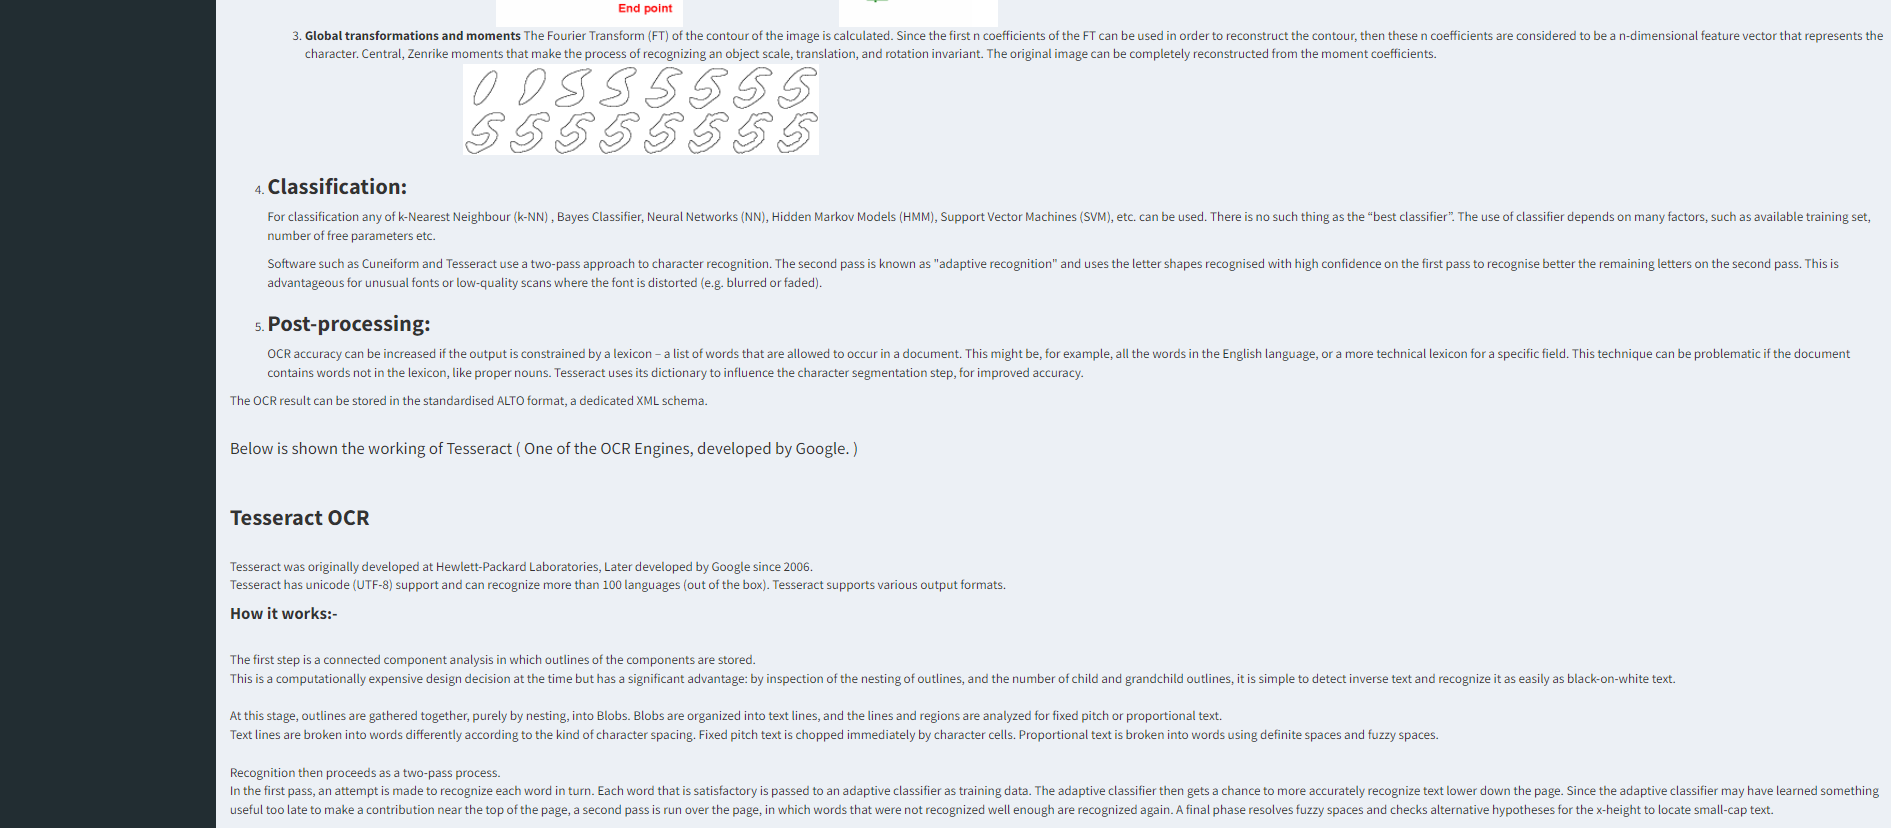 End point
3. Global transformations and moments The Fourier Transform (FT) of the contour of the image is calculated. Since the first n coefficients of the FT can be used in order to reconstruct the contour, then these n coefficients are considered to be a n-dimensional feature vector that represents the
character. Central, Zenrike moments that make the process of recognizing an object scale, translation, and rotation invariant. The original image can be completely reconstructed from the moment coefficients.
4. Classification:
For classification any of k-Nearest Neighbour (k-NN) , Bayes Classifier, Neural Networks (NN), Hidden Markov Models (HMM), Support Vector Machines (SVM), etc. can be used. There is no such thing as the “best classifier”. The use of classifier depends on many factors, such as available training set,
number of free parameters etc.
Software such as Cuneiform and Tesseract use a two-pass approach to character recognition. The second pass is known as "adaptive recognition" and uses the letter shapes recognised with high confidence on the first pass to recognise better the remaining letters on the second pass. This is
advantageous for unusual fonts or low-quality scans where the font is distorted (e.g. blurred or faded).
5. Post-processing:
OCR accuracy can be increased if the output is constrained by a lexicon – a list of words that are allowed to occur in a document. This might be, for example, all the words in the English language, or a more technical lexicon for a specific field. This technique can be problematic if the document
contains words not in the lexicon, like proper nouns. Tesseract uses its dictionary to influence the character segmentation step, for improved accuracy.
The OCR result can be stored in the standardised ALTO format, a dedicated XML schema.
Below is shown the working of Tesseract ( One of the OCR Engines, developed by Google. )
Tesseract OCR
Tesseract was originally developed at Hewlett-Packard Laboratories, Later developed by Google since 2006.
Tesseract has unicode (UTF-8) support and can recognize more than 100 languages (out of the box). Tesseract supports various output formats.
How it works:-
The first step is a connected component analysis in which outlines of the components are stored.
This is a computationally expensive design decision at the time but has a significant advantage: by inspection of the nesting of outlines, and the number of child and grandchild outlines, it is simple to detect inverse text and recognize it as easily as black-on-white text.
At this stage, outlines are gathered together, purely by nesting, into Blobs. Blobs are organized into text lines, and the lines and regions are analyzed for fixed pitch or proportional text.
Text lines are broken into words differently according to the kind of character spacing. Fixed pitch text is chopped immediately by character cells. Proportional text is broken into words using definite spaces and fuzzy spaces.
Recognition then proceeds as a two-pass process.
In the first pass, an attempt is made to recognize each word in turn. Each word that is satisfactory is passed to an adaptive classifier as training data. The adaptive classifier then gets a chance to more accurately recognize text lower down the page. Since the adaptive classifier may have learned something
useful too late to make a contribution near the top of the page, a second pass is run over the page, in which words that were not recognized well enough are recognized again. A final phase resolves fuzzy spaces and checks alternative hypotheses for the x-height to locate small-cap text.